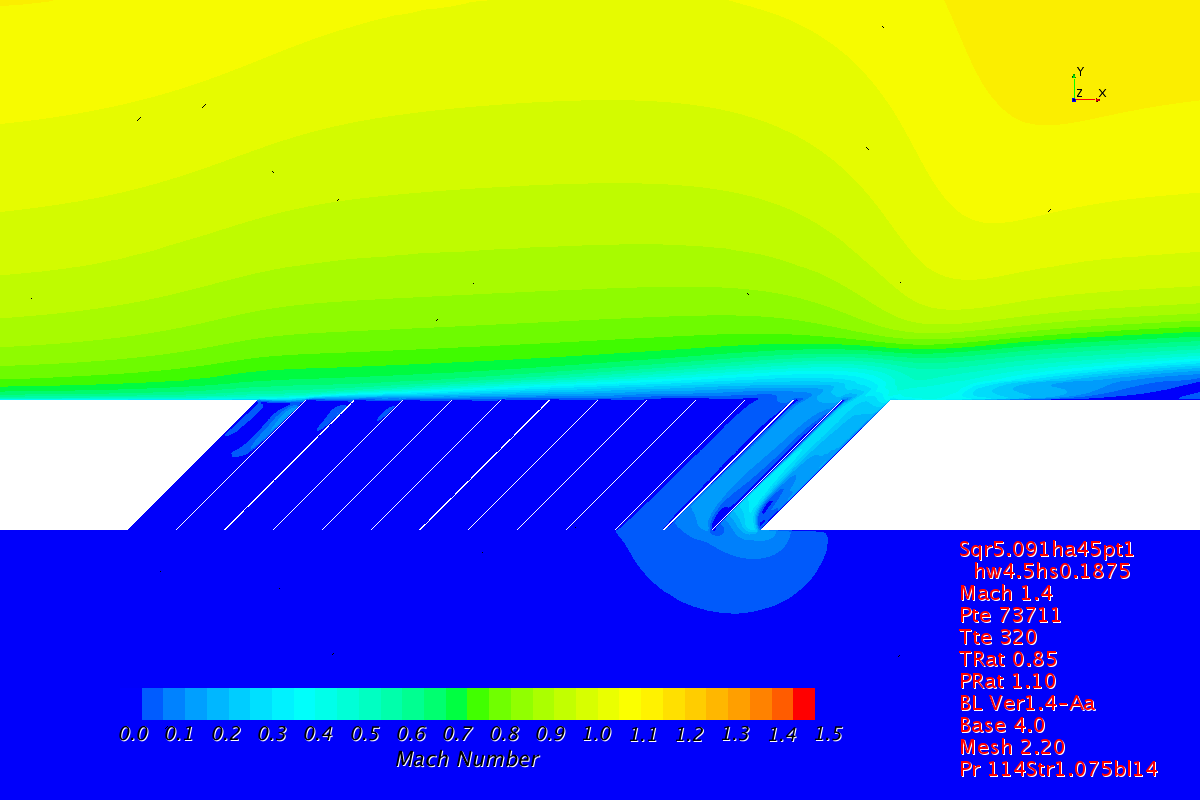 Y
Z X
Sqr5.091ha45pt1
hw4.5hs0.1875
Mach 1.4
Pte 73711
Tte 320
TRat 0.85
PRat 1.10
BL Ver1.4-Aa
Base 4.0
Mesh 2.20
Pr 114Str1.075bl14
0.0 0.1 0.2 0.3 0.4 0.5 0.6 0.7 0.8 0.9 1.0 1.1 1.2 1.3 1.4 1.5
Mach Number